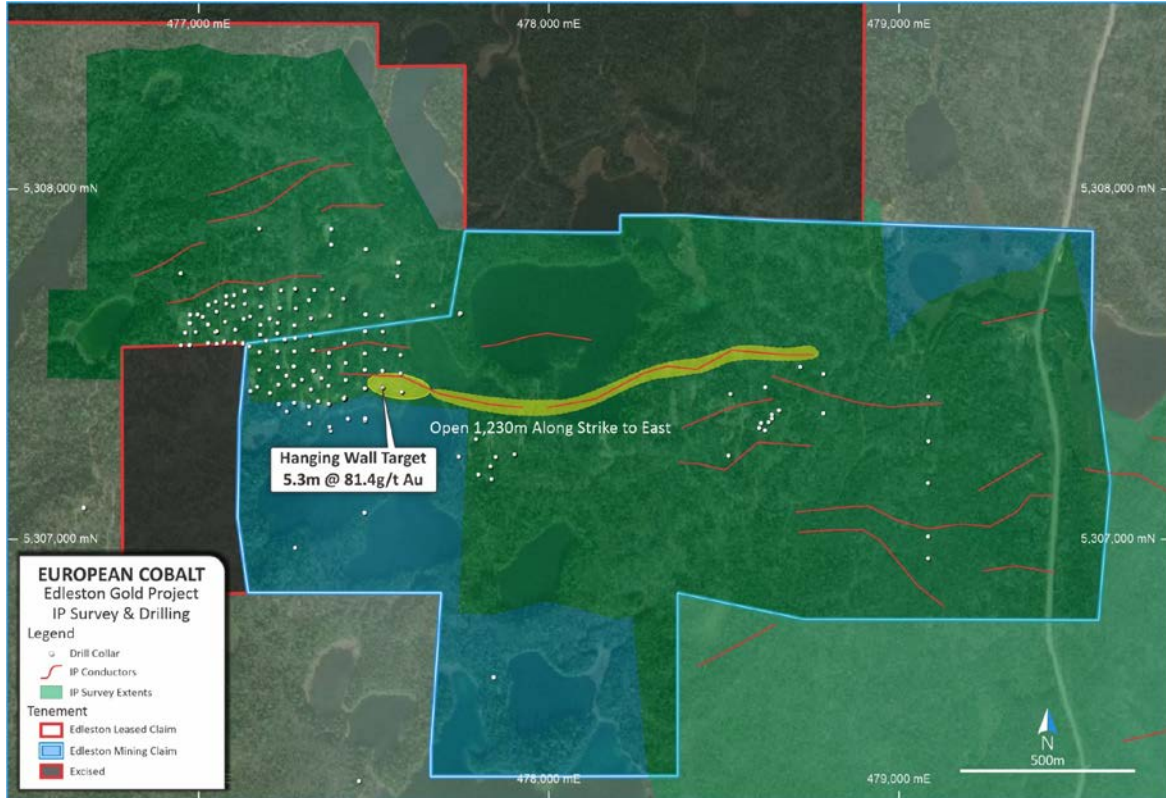 477,000 mE
478,000 mE
479,000 mE
5,308,000 mN
5,308,000 mN
Open 1,230m Along Strike to East
Hanging Wall Target
5.3m @ 81.4g/t Au
5,307,000 mN
5,307,000 mN
EUROPEAN COBALT
Edleston Gold Project
IP Survey & Drilling
Legend
Drill Collar
IP Conductors
IP Survey Extents
Tenement
Edleston Leased Claim
Edleston Mining Claim
Excised
N
500m
478,000 mE
479,000 mE